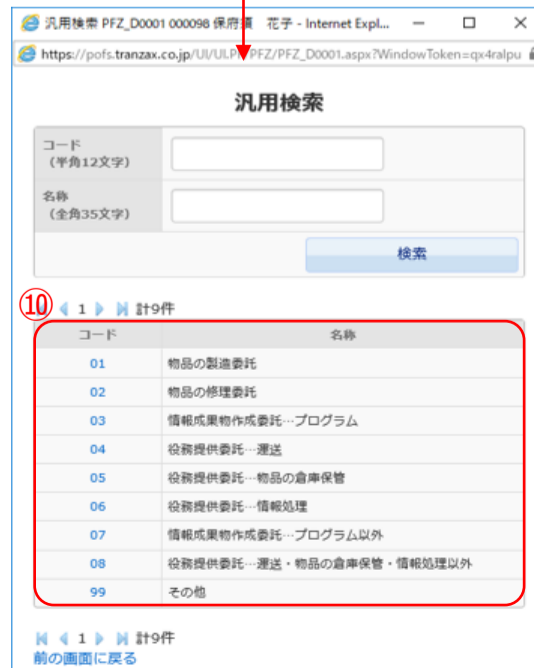 汎用検索 PFZ_D0001 000098 保府 花子 - Internet Expl...
https://pofs.tranzax.co.jp/UI/UI.P PFZ/PFZ_D0001.aspx?WindowToken=qx4ralpu
汎用検索
コード
(半角12文字)
名称
(全角35文字)
検索
⑩ 1 計9件
コード 名称
01 物品の製造委託
02 物品の修理委託
03 情報成果物作成委託…プログラム
04 役務提供委託…運送
05 役務提供委託…物品の倉庫保管
06 役務提供委託…情報処理
07 情報成果物作成委託…プログラム以外
08 役務提供委託…運送・物品の倉庫保管・情報処理以外
99 その他
1 計9件
前の画面に戻る